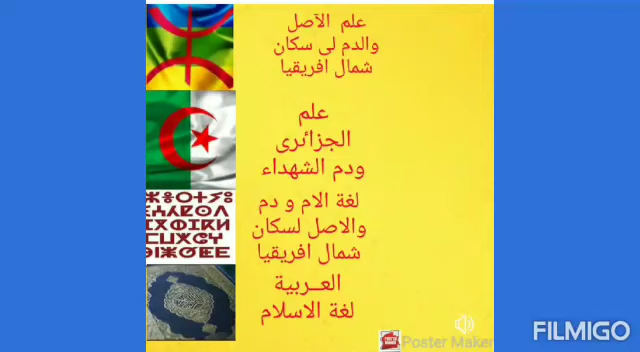 علم الآصل
والدم لى سكان
شمال افريقيا
علم
الجزائرى
ودم الشهداء
لغة الام و دم
والاصل لسكان
شمال افريقيا
العـربية
لغة الاسلام
Poster Maker
FILMIGO